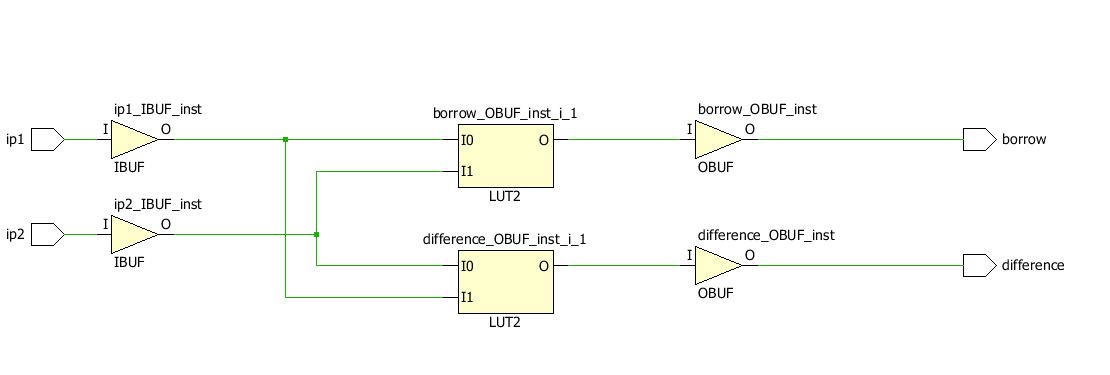 ip1_IBUF_inst
ip1
I
O
IBUF
borrow_OBUF_inst_i_1
I0
O
I1
LUT2
borrow_OBUF_inst
I
O
OBUF
borrow
ip2_IBUF_inst
ip2
I
O
IBUF
difference_OBUF_inst_i_1
I0
O
I1
LUT2
difference_OBUF_inst
I
O
OBUF
difference